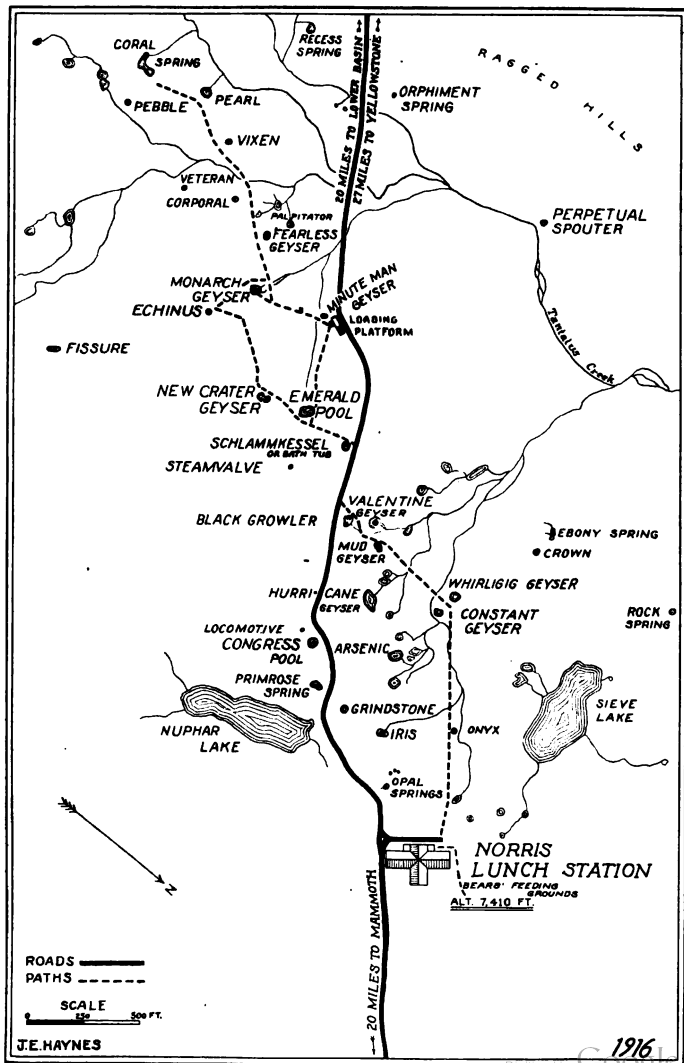 CORAL
SPRING
RECESS
SPRING
RAGGED HILLS
PEBBLE
PEARL
20 MILES TO LOWER BASIN
27 MILES TO YELLOWSTONE
ORPHIMENT
SPRING
VIXEN
VETERAN
CORPORAL
PALPITATOR
FEARLESS
GEYSER
PERPETUAL
SPOUTER
MONARCH
GEYSER
MINUTE MAN
GEYSER
ECHINUS
LOADING
PLATFORM
Tantalus Creek
FISSURE
NEW CRATER
GEYSER
EMERALD
POOL
SCHLAMMKESSEL
OR BATH TUB
STEAMVALVE
VALENTINE
GEYSER
BLACK GROWLER
EBONY SPRING
MUD
GEYSER
CROWN
HURRI-CANE
GEYSER
WHIRLIGIG GEYSER
CONSTANT
GEYSER
ROCK
SPRING
LOCOMOTIVE
CONGRESS
POOL
ARSENIC
PRIMROSE
SPRING
SIEVE
LAKE
NUPHAR
LAKE
GRINDSTONE
IRIS
ONYX
OPAL
SPRINGS
N
NORRIS
LUNCH STATION
BEARS' FEEDING
GROUNDS
ALT. 7,410 FT.
20 MILES TO MAMMOTH
ROADS
PATHS
SCALE
0 250 500 FT.
J.E.HAYNES
1916
Google